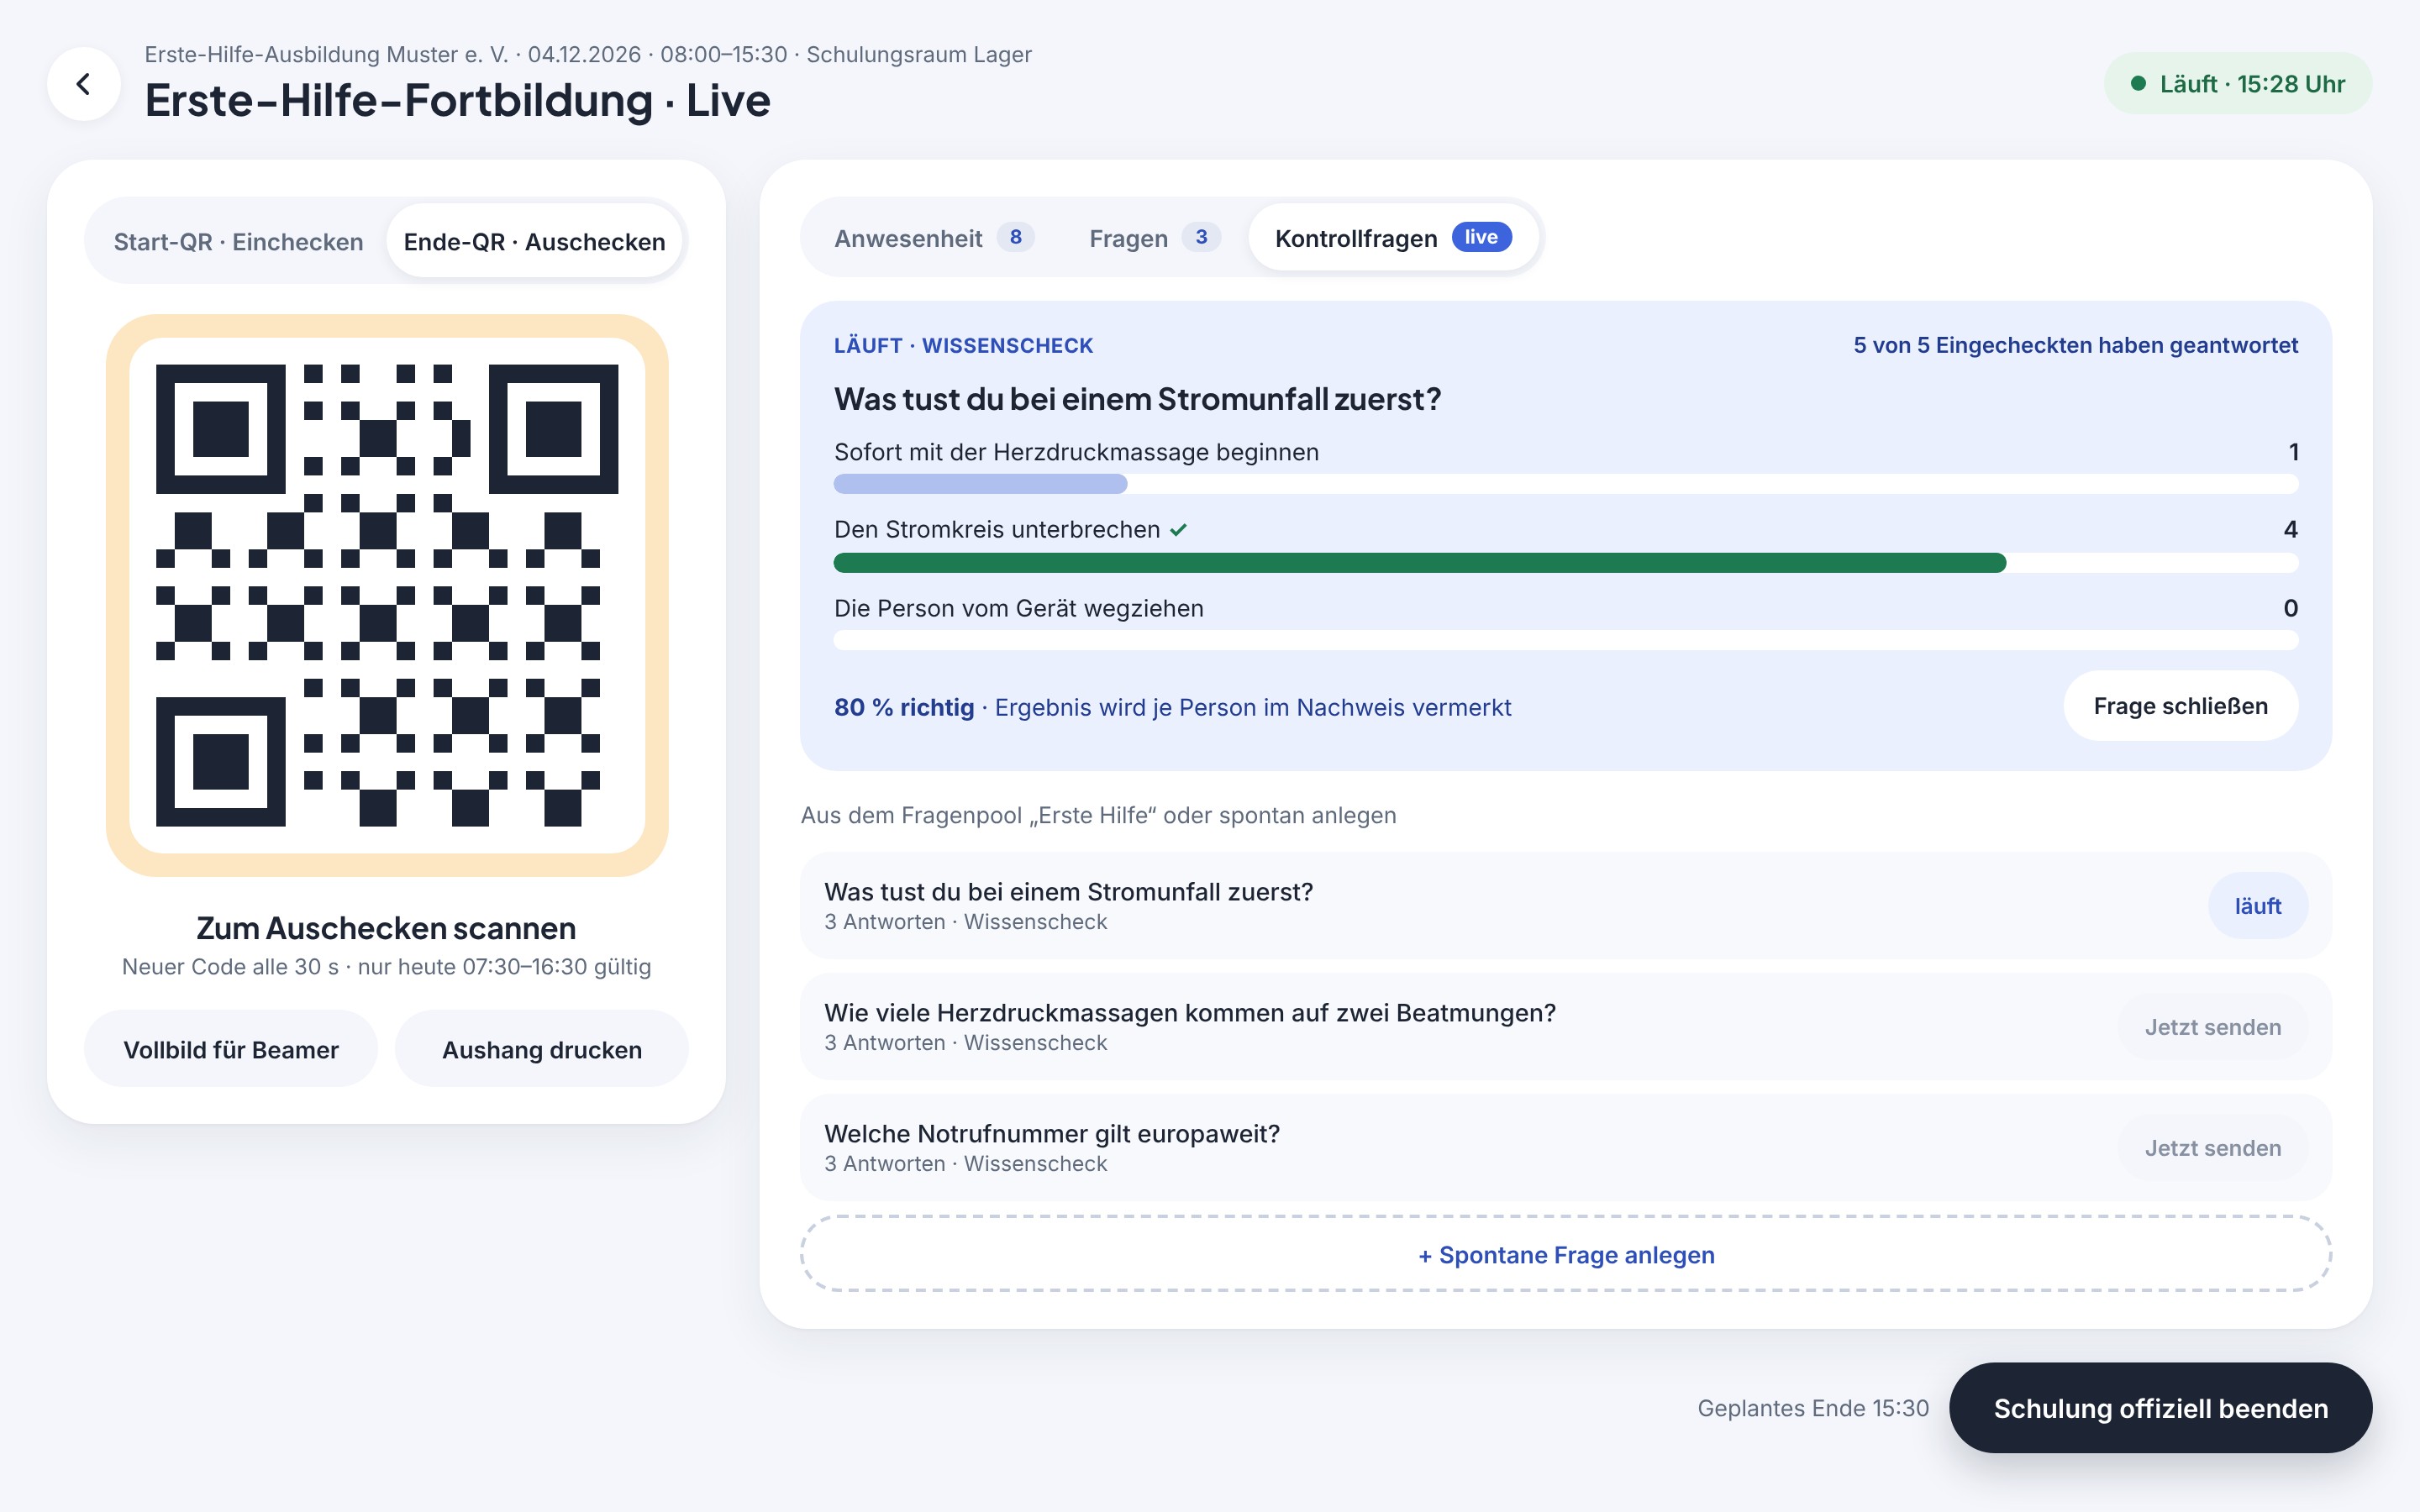 Erste-Hilfe-Ausbildung Muster e. V. · 04.12.2026 · 08:00–15:30 · Schulungsraum Lager
Erste-Hilfe-Fortbildung · Live
Läuft · 15:28 Uhr
Start-QR · Einchecken
Ende-QR · Auschecken
Zum Auschecken scannen
Neuer Code alle 30 s · nur heute 07:30–16:30 gültig
Vollbild für Beamer
Aushang drucken
Anwesenheit 8
Fragen 3
Kontrollfragen live
LÄUFT · WISSENSCHECK
5 von 5 Eingecheckten haben geantwortet
Was tust du bei einem Stromunfall zuerst?
Sofort mit der Herzdruckmassage beginnen 1
Den Stromkreis unterbrechen ✓ 4
Die Person vom Gerät wegziehen 0
80 % richtig · Ergebnis wird je Person im Nachweis vermerkt
Frage schließen
Aus dem Fragenpool „Erste Hilfe“ oder spontan anlegen
Was tust du bei einem Stromunfall zuerst?
3 Antworten · Wissenscheck
läuft
Wie viele Herzdruckmassagen kommen auf zwei Beatmungen?
3 Antworten · Wissenscheck
Jetzt senden
Welche Notrufnummer gilt europaweit?
3 Antworten · Wissenscheck
Jetzt senden
+ Spontane Frage anlegen
Geplantes Ende 15:30
Schulung offiziell beenden